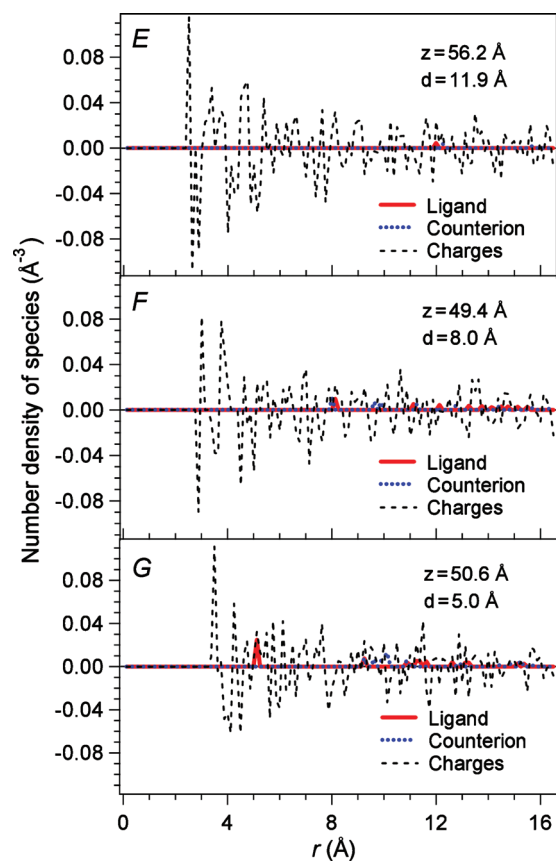 Number density of species (Å⁻³)
E
z=56.2 Å
d=11.9 Å
0.08
0.04
0.00
-0.04
-0.08
Ligand
Counterion
Charges
F
z=49.4 Å
d=8.0 Å
0.08
0.04
0.00
-0.04
-0.08
Ligand
Counterion
Charges
G
z=50.6 Å
d=5.0 Å
0.08
0.04
0.00
-0.04
-0.08
Ligand
Counterion
Charges
0 4 8 12 16
r (Å)